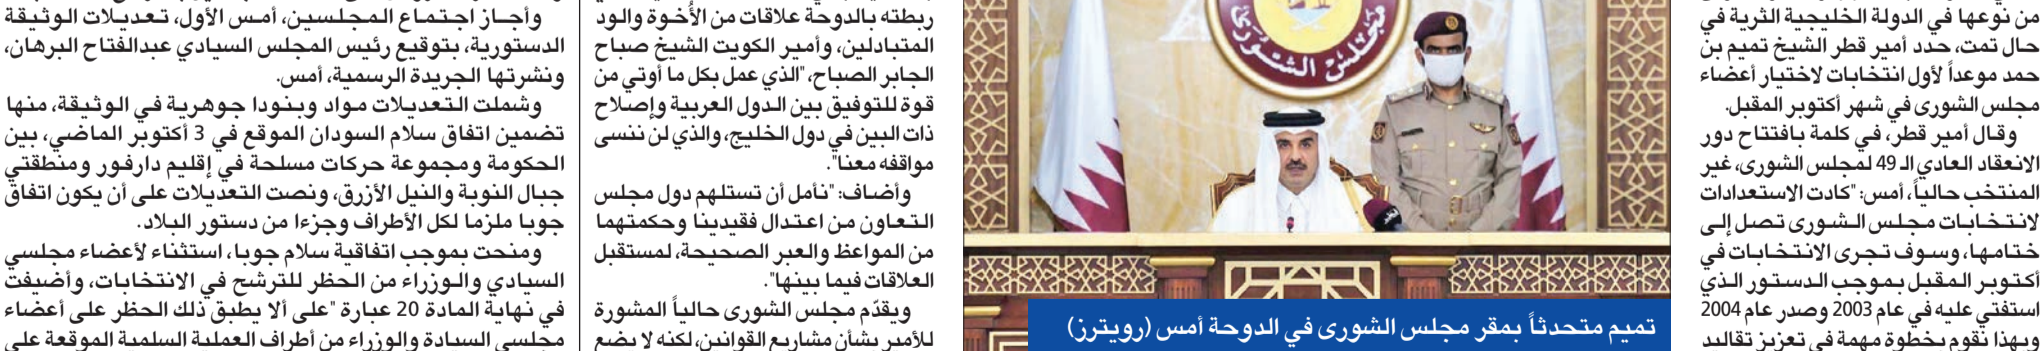 من نوعها في الدولة الخليجية الثرية في
حال تمت، حدد أمير قطر الشيخ تميم بن
حمد موعداً لأول انتخابات لاختيار أعضاء
مجلس الشورى في شهر أكتوبر المقبل.
وقال أمير قطر، في كلمة بافتتاح دور
الانعقاد العادي الـ 49 لمجلس الشورى، غير
المنتخب حالياً، أمس: "كادت الاستعدادات
لانتخابات مجلس الشورى تصل إلى
ختامها، وسوف تجرى الانتخابات في
أكتوبر المقبل بموجب الدستور الذي
استفتي عليه في عام 2003 وصدر عام 2004
وبهذا نقوم بخطوة مهمة في تعزيز تقاليد
مجلس الشورى
تميم متحدثاً بمقر مجلس الشورى في الدوحة أمس (رويترز)
ربطته بالدوحة علاقات من الأُخوة والود
المتبادلين، وأمير الكويت الشيخ صباح
الجابر الصباح، "الذي عمل بكل ما أوتي من
قوة للتوفيق بين الدول العربية وإصلاح
ذات البين في دول الخليج، والذي لن ننسى
مواقفه معنا".
وأضاف: "نأمل أن تستلهم دول مجلس
التعاون من اعتدال فقيدينا وحكمتهما
من المواعظ والعبر الصحيحة، لمستقبل
العلاقات فيما بينها".
ويقدّم مجلس الشورى حالياً المشورة
للأمير بشأن مشاريع القوانين، لكنه لا يضع
وأجاز اجتماع المجلسين، أمس الأول، تعديلات الوثيقة
الدستورية، بتوقيع رئيس المجلس السيادي عبدالفتاح البرهان،
ونشرتها الجريدة الرسمية، أمس.
وشملت التعديلات مواد وبنودا جوهرية في الوثيقة، منها
تضمين اتفاق سلام السودان الموقع في 3 أكتوبر الماضي، بين
الحكومة ومجموعة حركات مسلحة في إقليم دارفور ومنطقتي
جبال النوبة والنيل الأزرق، ونصت التعديلات على أن يكون اتفاق
جوبا ملزما لكل الأطراف وجزءا من دستور البلاد.
ومنحت بموجب اتفاقية سلام جوبا، استثناء لأعضاء مجلسي
السيادي والوزراء من الحظر للترشح في الانتخابات، وأضيفت
في نهاية المادة 20 عبارة "على ألا يطبق ذلك الحظر على أعضاء
مجلسي السيادة والوزراء من أطراف العملية السلمية الموقعة على